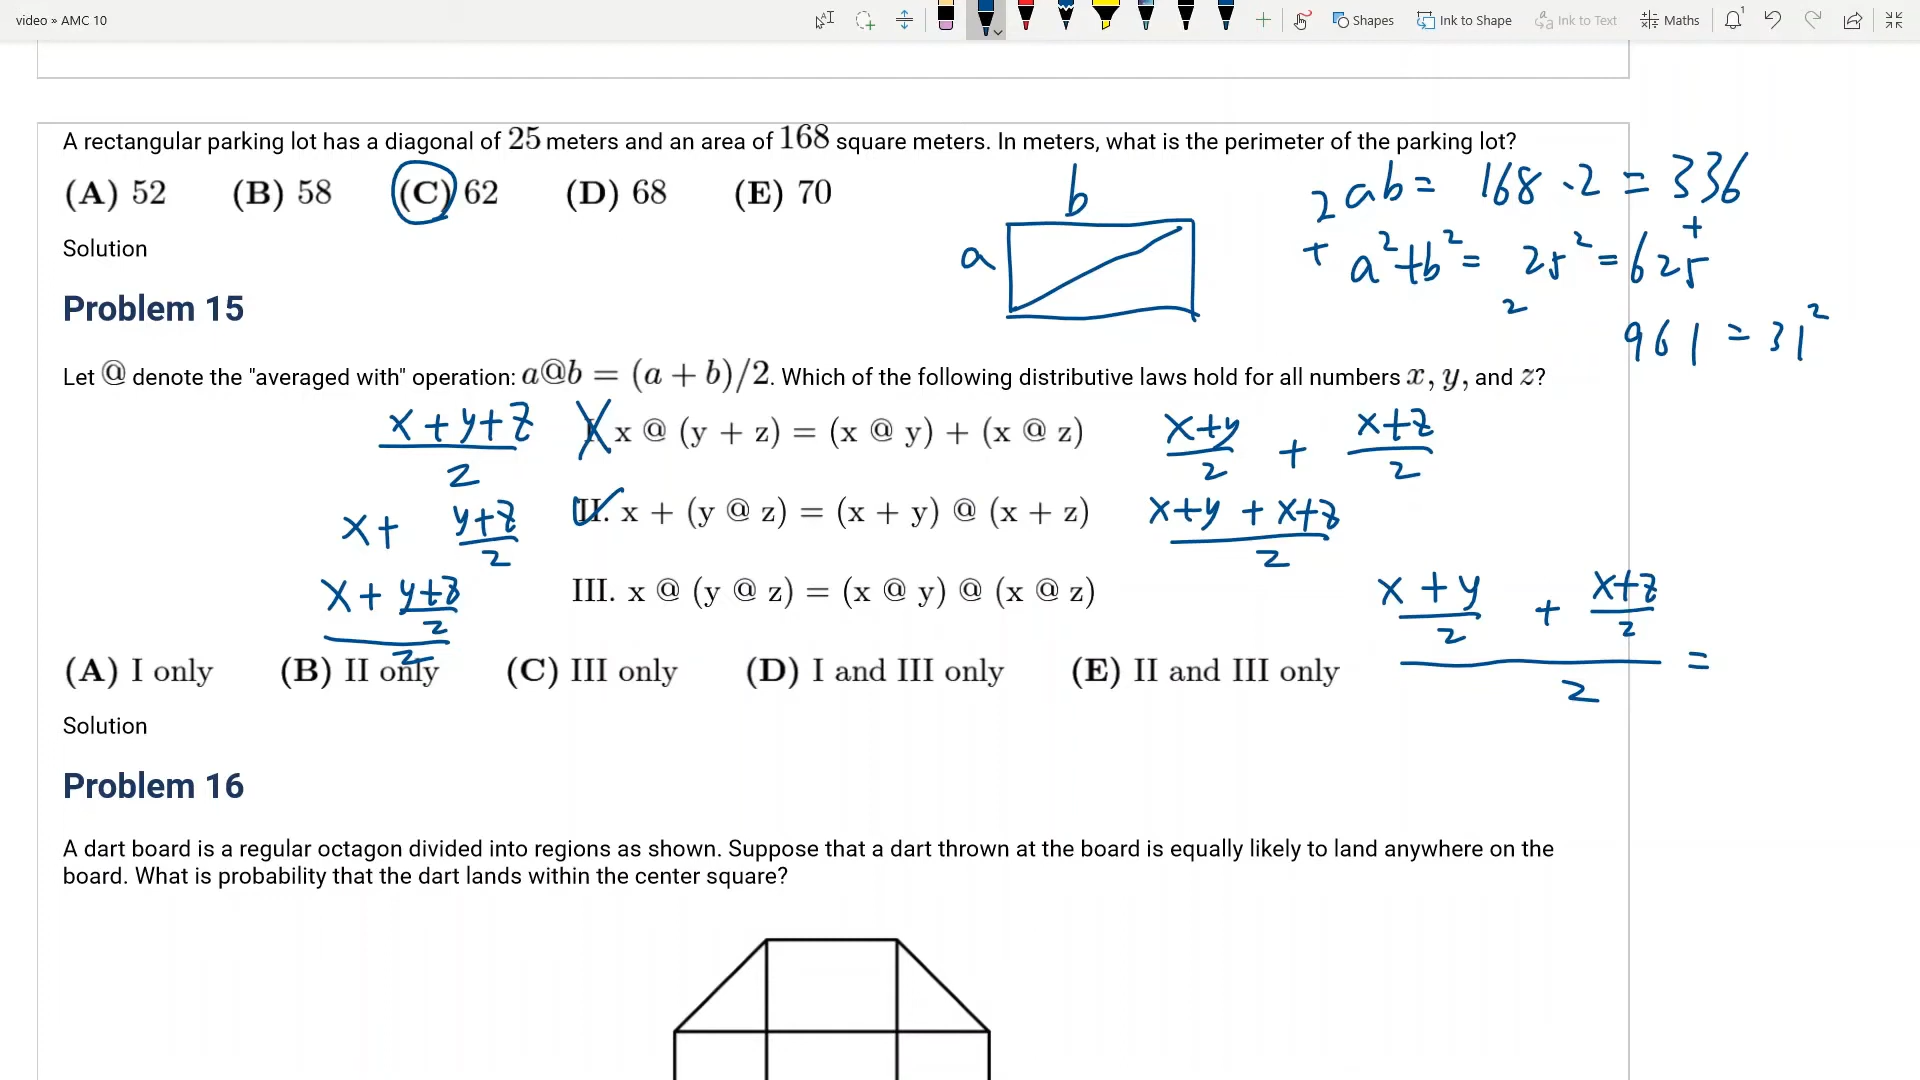 video » AMC 10
Shapes Ink to Shape Ink to Text Maths
A rectangular parking lot has a diagonal of 25 meters and an area of 168 square meters. In meters, what is the perimeter of the parking lot?
(A) 52 (B) 58 (C) 62 (D) 68 (E) 70
b
a
2ab = 168 · 2 = 336
+ a² + b² = 25² = 625
+
2
961 = 31²
Solution
Problem 15
Let @ denote the "averaged with" operation: a@b = (a + b)/2. Which of the following distributive laws hold for all numbers x, y, and z?
x+y+z / 2
x @ (y + z) = (x @ y) + (x @ z)
x+y / 2 + x+z / 2
x + y+z / 2
II. x + (y @ z) = (x + y) @ (x + z)
x+y + x+z / 2
x + y+z / 2 / 2
III. x @ (y @ z) = (x @ y) @ (x @ z)
x+y / 2 + x+z / 2 / 2 =
(A) I only (B) II only (C) III only (D) I and III only (E) II and III only
Solution
Problem 16
A dart board is a regular octagon divided into regions as shown. Suppose that a dart thrown at the board is equally likely to land anywhere on the
board. What is probability that the dart lands within the center square?